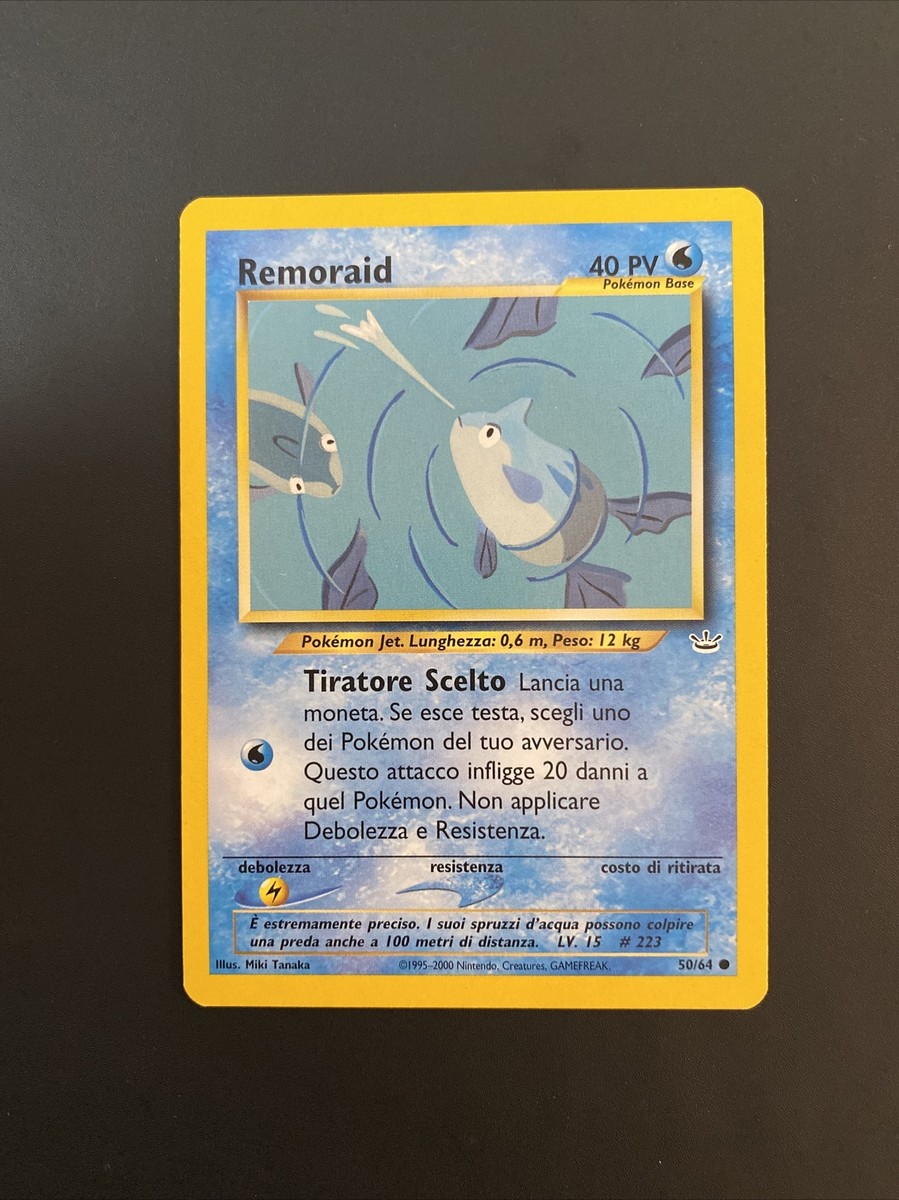 Remoraid
40 PV
Pokémon Base
Pokémon Jet. Lunghezza: 0,6 m, Peso: 12 kg
Tiratore Scelto Lancia una
moneta. Se esce testa, scegli uno
dei Pokémon del tuo avversario.
Questo attacco infligge 20 danni a
quel Pokémon. Non applicare
Debolezza e Resistenza.
debolezza resistenza costo di ritirata
È estremamente preciso. I suoi spruzzi d'acqua possono colpire
una preda anche a 100 metri di distanza. LV. 15 # 223
Illus. Miki Tanaka ©1995–2000 Nintendo, Creatures, GAMEFREAK. 50/64